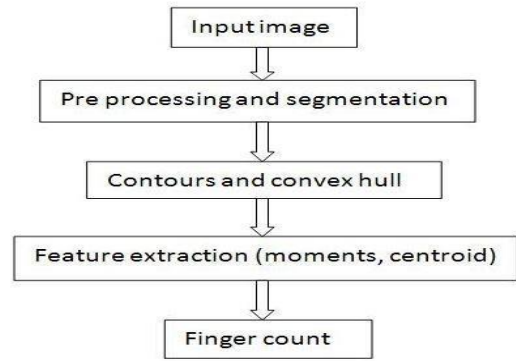 Input image
Pre processing and segmentation
Contours and convex hull
Feature extraction (moments, centroid)
Finger count